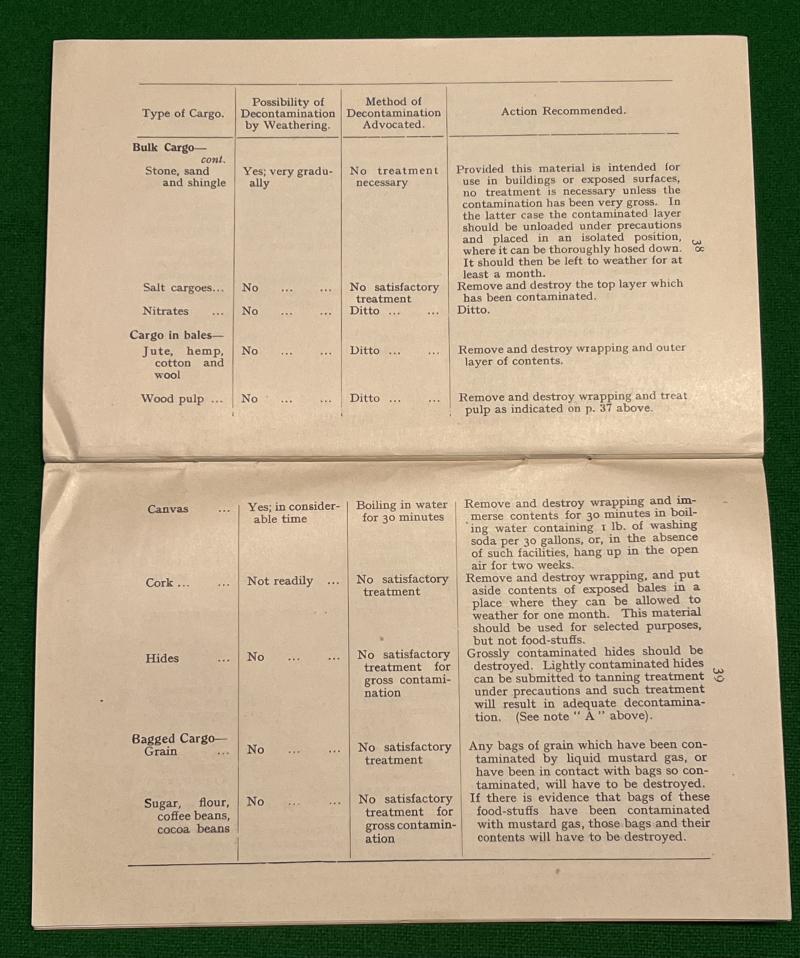 Type of Cargo.
Possibility of
Decontamination
by Weathering.
Method of
Decontamination
Advocated.
Action Recommended.
Bulk Cargo—
cont.
Stone, sand
and shingle
Yes; very gradu-
ally
No treatment
necessary
Provided this material is intended for
use in buildings or exposed surfaces,
no treatment is necessary unless the
contamination has been very gross. In
the latter case the contaminated layer
should be unloaded under precautions
and placed in an isolated position,
where it can be thoroughly hosed down.
It should then be left to weather for at
least a month.
38
Salt cargoes...
No ... ...
No satisfactory
treatment
Remove and destroy the top layer which
has been contaminated.
Nitrates ...
No ... ...
Ditto ... ...
Ditto.
Cargo in bales—
Jute, hemp,
cotton and
wool
No ... ...
Ditto ... ...
Remove and destroy wrapping and outer
layer of contents.
Wood pulp ...
No ... ...
Ditto ... ...
Remove and destroy wrapping and treat
pulp as indicated on p. 37 above.
Canvas ...
Yes; in consider-
able time
Boiling in water
for 30 minutes
Remove and destroy wrapping and im-
merse contents for 30 minutes in boil-
ing water containing 1 lb. of washing
soda per 30 gallons, or, in the absence
of such facilities, hang up in the open
air for two weeks.
Cork ... ...
Not readily ...
No satisfactory
treatment
Remove and destroy wrapping, and put
aside contents of exposed bales in a
place where they can be allowed to
weather for one month. This material
should be used for selected purposes,
but not food-stuffs.
Hides ...
No ... ...
No satisfactory
treatment for
gross contami-
nation
Grossly contaminated hides should be
destroyed. Lightly contaminated hides
can be submitted to tanning treatment
under precautions and such treatment
will result in adequate decontamina-
tion. (See note "A" above).
39
Bagged Cargo—
Grain ...
No ... ...
No satisfactory
treatment
Any bags of grain which have been con-
taminated by liquid mustard gas, or
have been in contact with bags so con-
taminated, will have to be destroyed.
Sugar, flour,
coffee beans,
cocoa beans
No ... ...
No satisfactory
treatment for
gross contamin-
ation
If there is evidence that bags of these
food-stuffs have been contaminated
with mustard gas, those bags and their
contents will have to be destroyed.